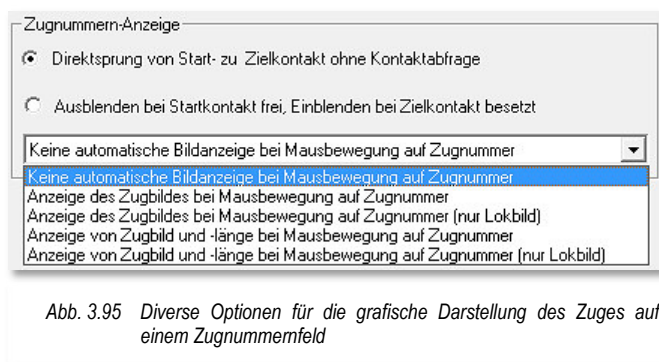 Zugnummern-Anzeige
Direktsprung von Start- zu Zielkontakt ohne Kontaktabfrage
Ausblenden bei Startkontakt frei, Einblenden bei Zielkontakt besetzt
Keine automatische Bildanzeige bei Mausbewegung auf Zugnummer
Keine automatische Bildanzeige bei Mausbewegung auf Zugnummer
Anzeige des Zugbildes bei Mausbewegung auf Zugnummer
Anzeige des Zugbildes bei Mausbewegung auf Zugnummer (nur Lokbild)
Anzeige von Zugbild und -länge bei Mausbewegung auf Zugnummer
Anzeige von Zugbild und -länge bei Mausbewegung auf Zugnummer (nur Lokbild)
Abb. 3.95 Diverse Optionen für die grafische Darstellung des Zuges auf
einem Zugnummernfeld